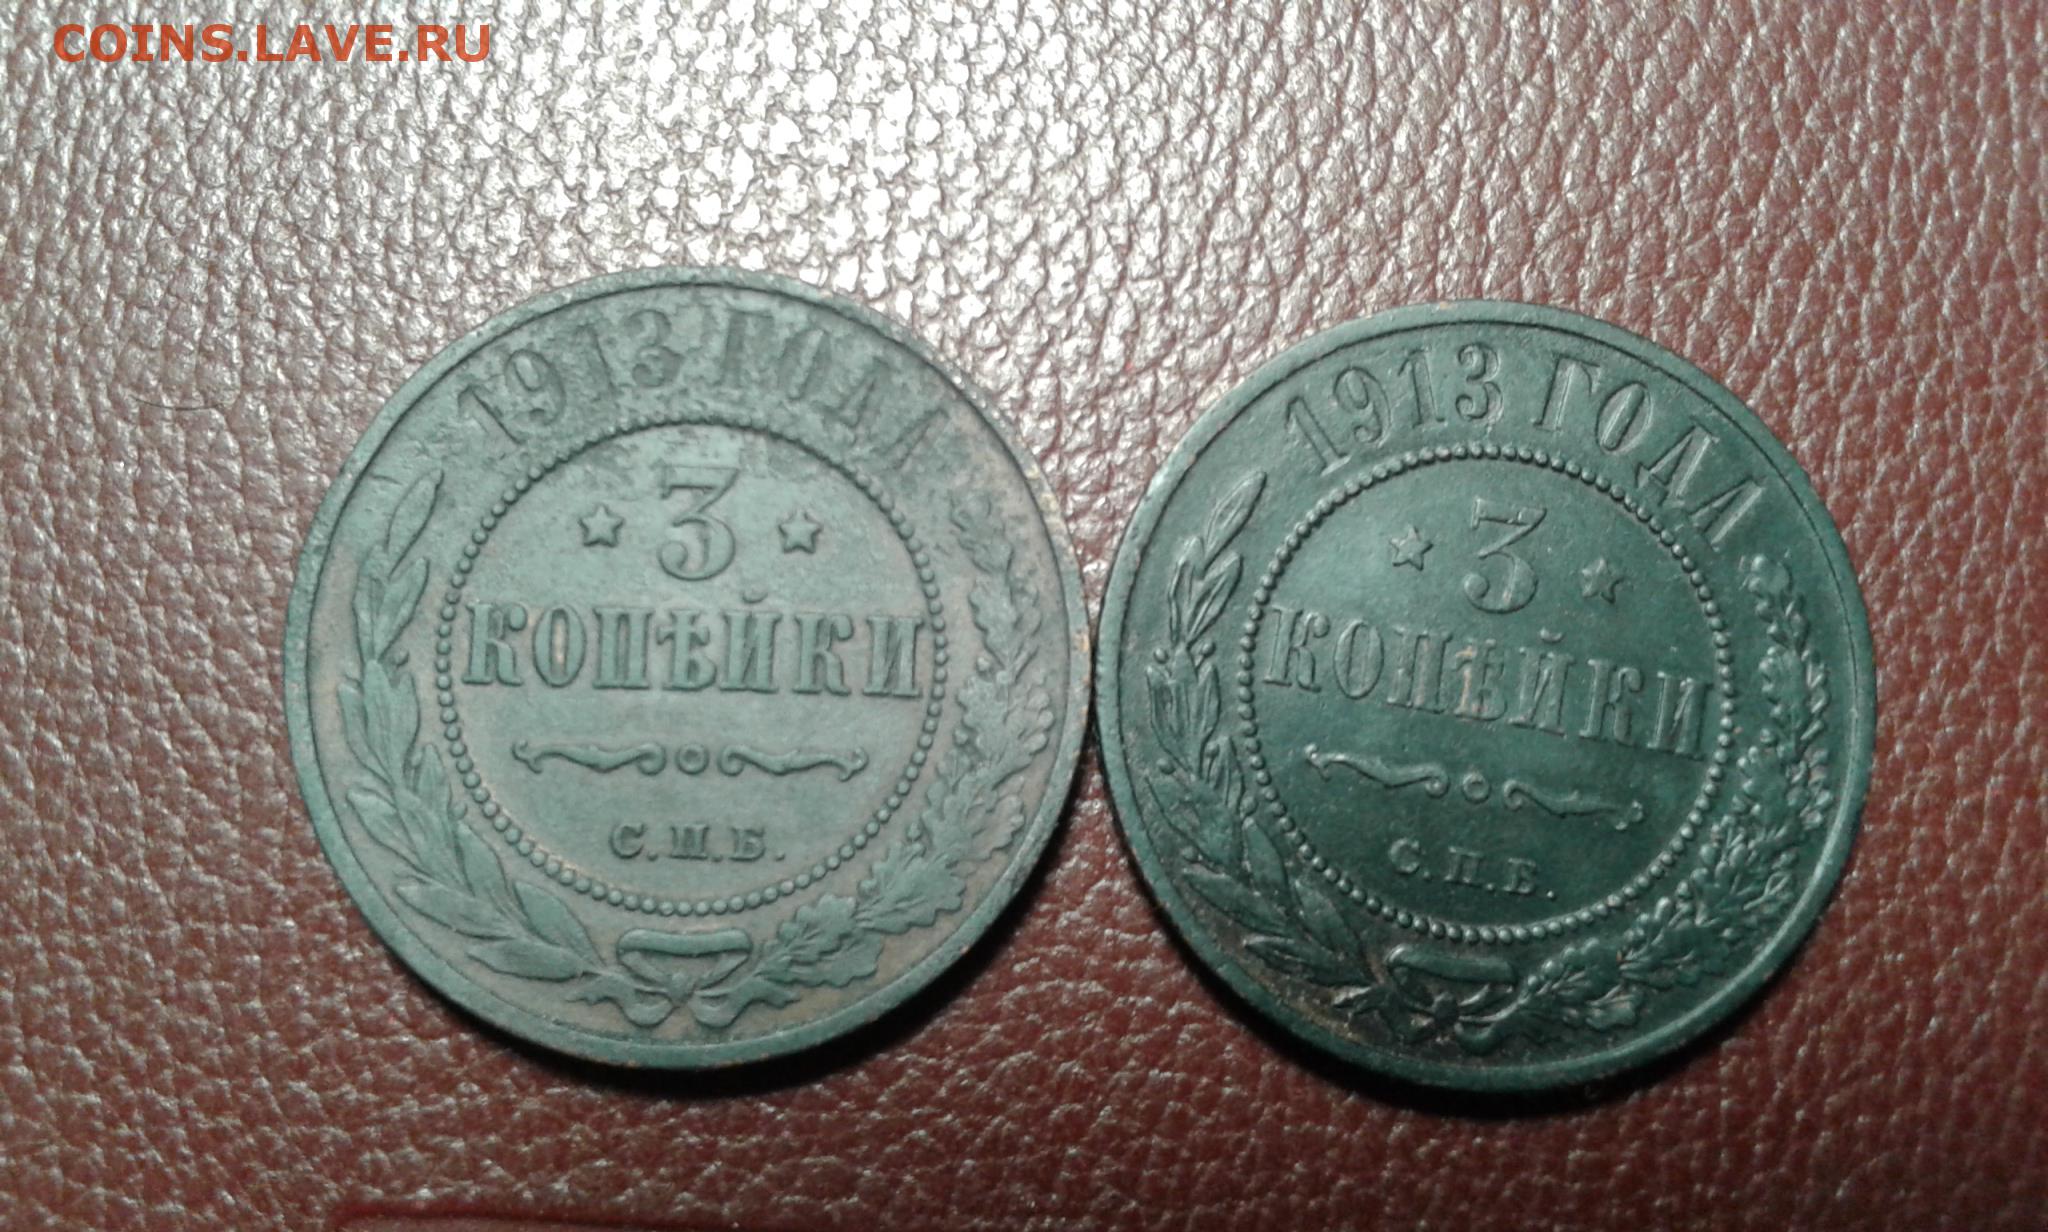 COINS.LAVE.RU
1913 ГОДА
3
КОПѢЙКИ
С.П.Б.
1913 ГОДА
3
КОПѢЙКИ
С.П.Б.